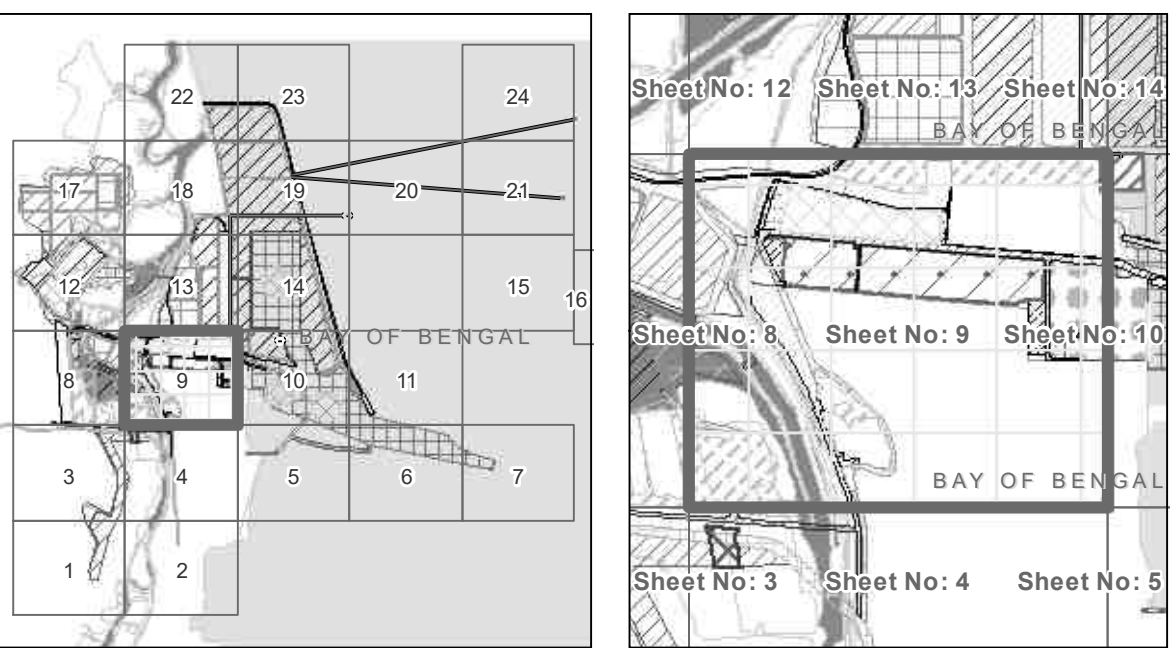 22 23 24
17 18 19 20 21
12 13 14 15 16
BAY OF BENGAL
8 9 10 11
3 4 5 6 7
1 2
Sheet No: 12 Sheet No: 13 Sheet No: 14
BAY OF BENGAL
Sheet No: 8 Sheet No: 9 Sheet No: 10
BAY OF BENGAL
Sheet No: 3 Sheet No: 4 Sheet No: 5